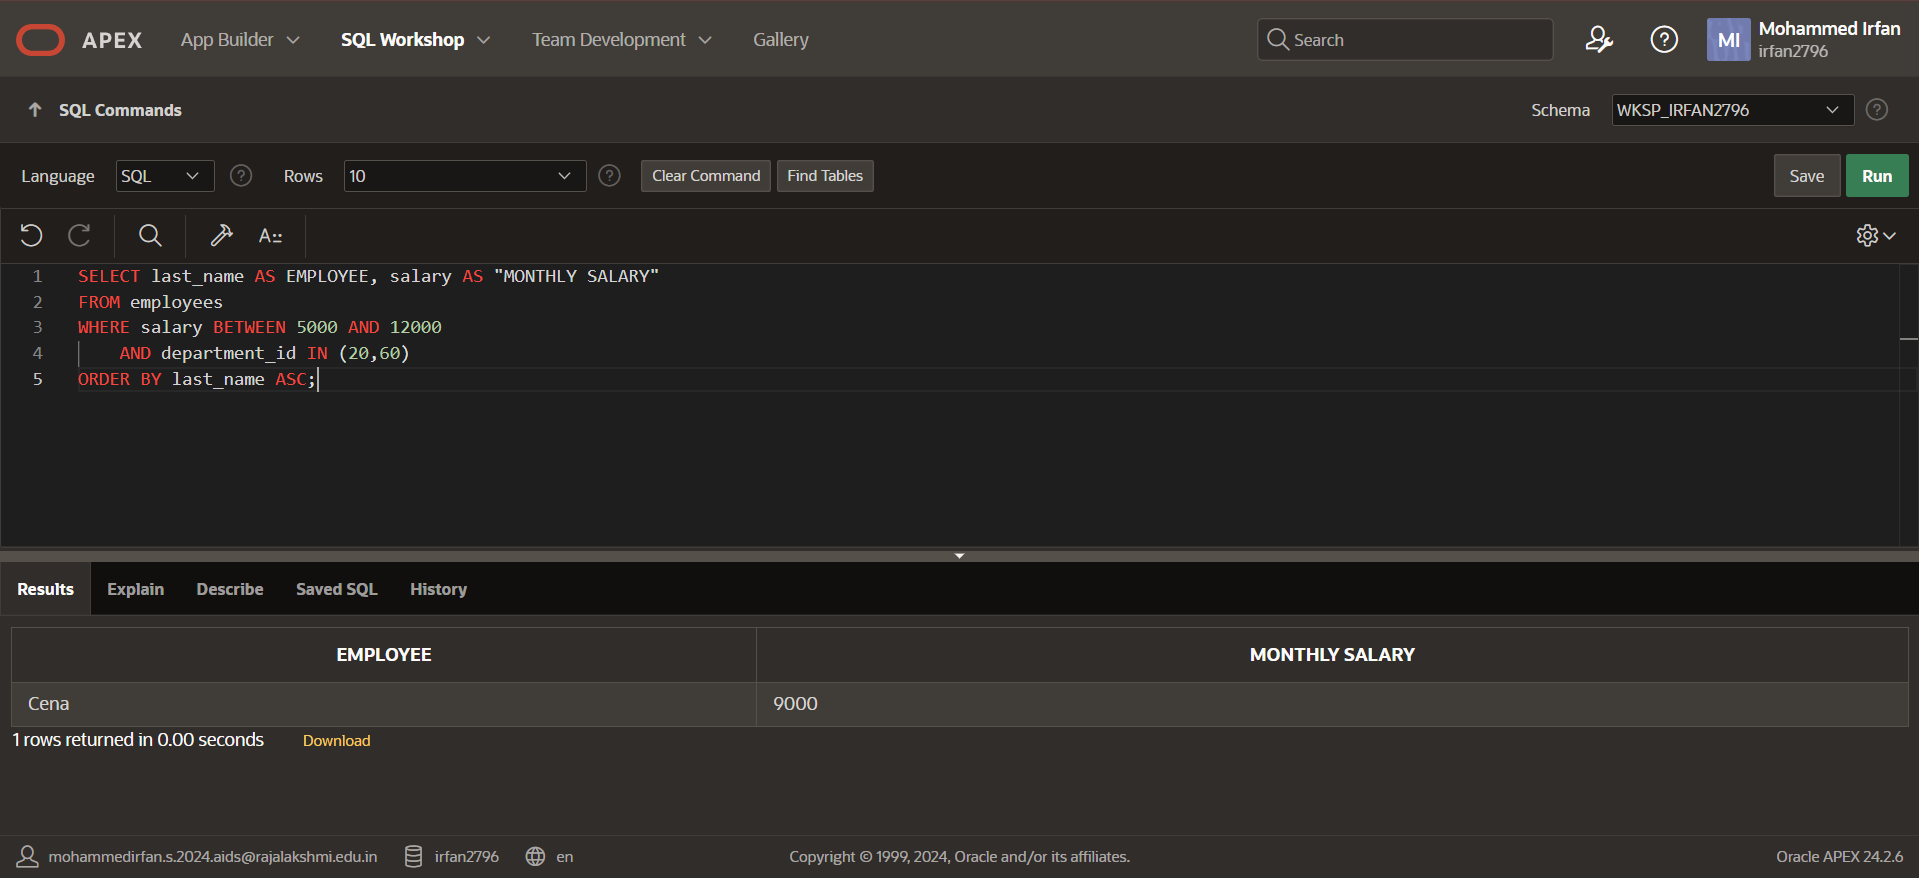 APEX App Builder SQL Workshop Team Development Gallery Search MI Mohammed Irfan
irfan2796
SQL Commands Schema WKSP_IRFAN2796
Language SQL Rows 10 Clear Command Find Tables Save Run
A::
1 SELECT last_name AS EMPLOYEE, salary AS "MONTHLY SALARY"
2 FROM employees
3 WHERE salary BETWEEN 5000 AND 12000
4 AND department_id IN (20,60)
5 ORDER BY last_name ASC;
Results Explain Describe Saved SQL History
EMPLOYEE MONTHLY SALARY
Cena 9000
1 rows returned in 0.00 seconds Download
mohammedirfan.s.2024.aids@rajalakshmi.edu.in irfan2796 en Copyright © 1999, 2024, Oracle and/or its affiliates. Oracle APEX 24.2.6